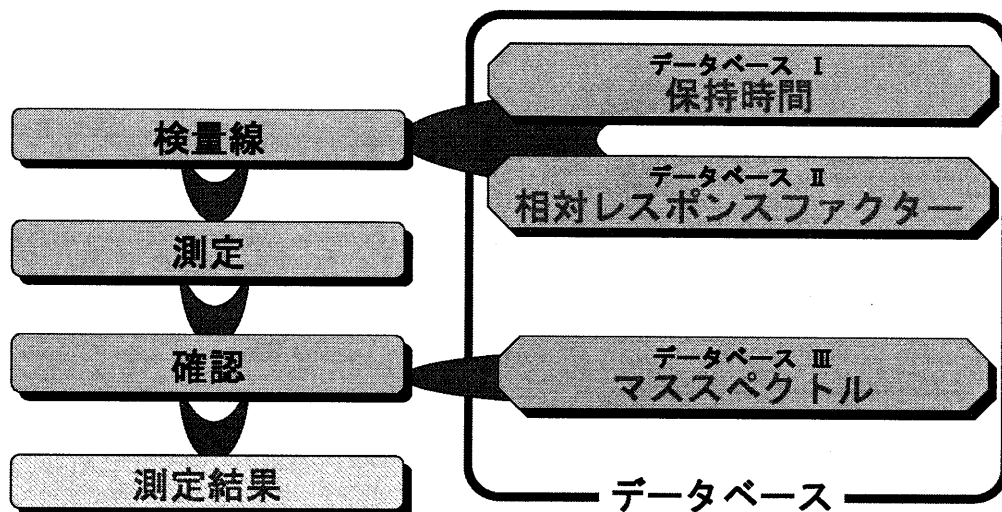 検量線
測定
確認
測定結果
データベース Ⅰ
保持時間
データベース Ⅱ
相対レスポンスファクター
データベース Ⅲ
マススペクトル
データベース